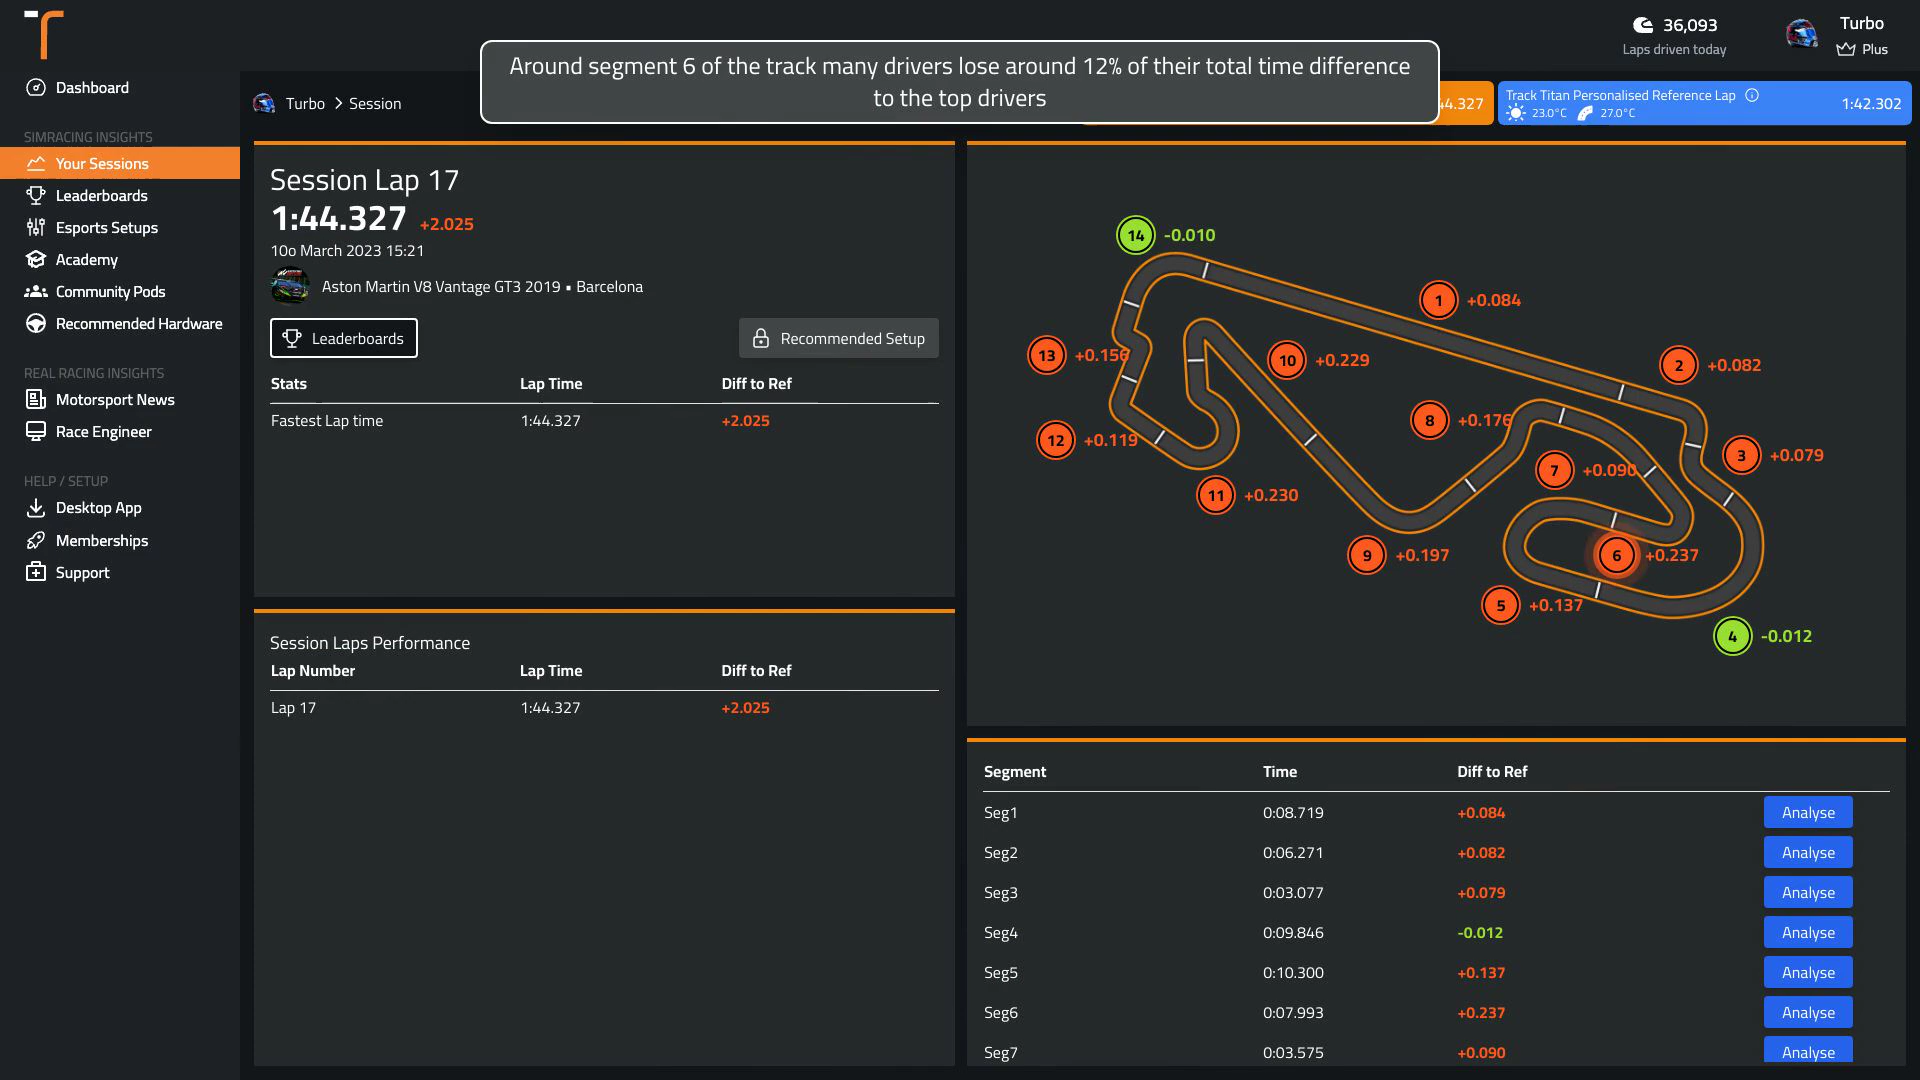 36,093
Laps driven today
Turbo
Plus
Around segment 6 of the track many drivers lose around 12% of their total time difference
to the top drivers
Dashboard
SIMRACING INSIGHTS
Your Sessions
Leaderboards
Esports Setups
Academy
Community Pods
Recommended Hardware
REAL RACING INSIGHTS
Motorsport News
Race Engineer
HELP / SETUP
Desktop App
Memberships
Support
Turbo > Session
44.327
Track Titan Personalised Reference Lap
23.0°C 27.0°C
1:42.302
Session Lap 17
1:44.327 +2.025
10o March 2023 15:21
Aston Martin V8 Vantage GT3 2019 • Barcelona
Leaderboards
Recommended Setup
Stats Lap Time Diff to Ref
Fastest Lap time 1:44.327 +2.025
Session Laps Performance
Lap Number Lap Time Diff to Ref
Lap 17 1:44.327 +2.025
14 -0.010
1 +0.084
13 +0.156
10 +0.229
2 +0.082
8 +0.176
12 +0.119
3 +0.079
7 +0.090
11 +0.230
9 +0.197
6 +0.237
5 +0.137
4 -0.012
Segment Time Diff to Ref
Seg1 0:08.719 +0.084 Analyse
Seg2 0:06.271 +0.082 Analyse
Seg3 0:03.077 +0.079 Analyse
Seg4 0:09.846 -0.012 Analyse
Seg5 0:10.300 +0.137 Analyse
Seg6 0:07.993 +0.237 Analyse
Seg7 0:03.575 +0.090 Analyse